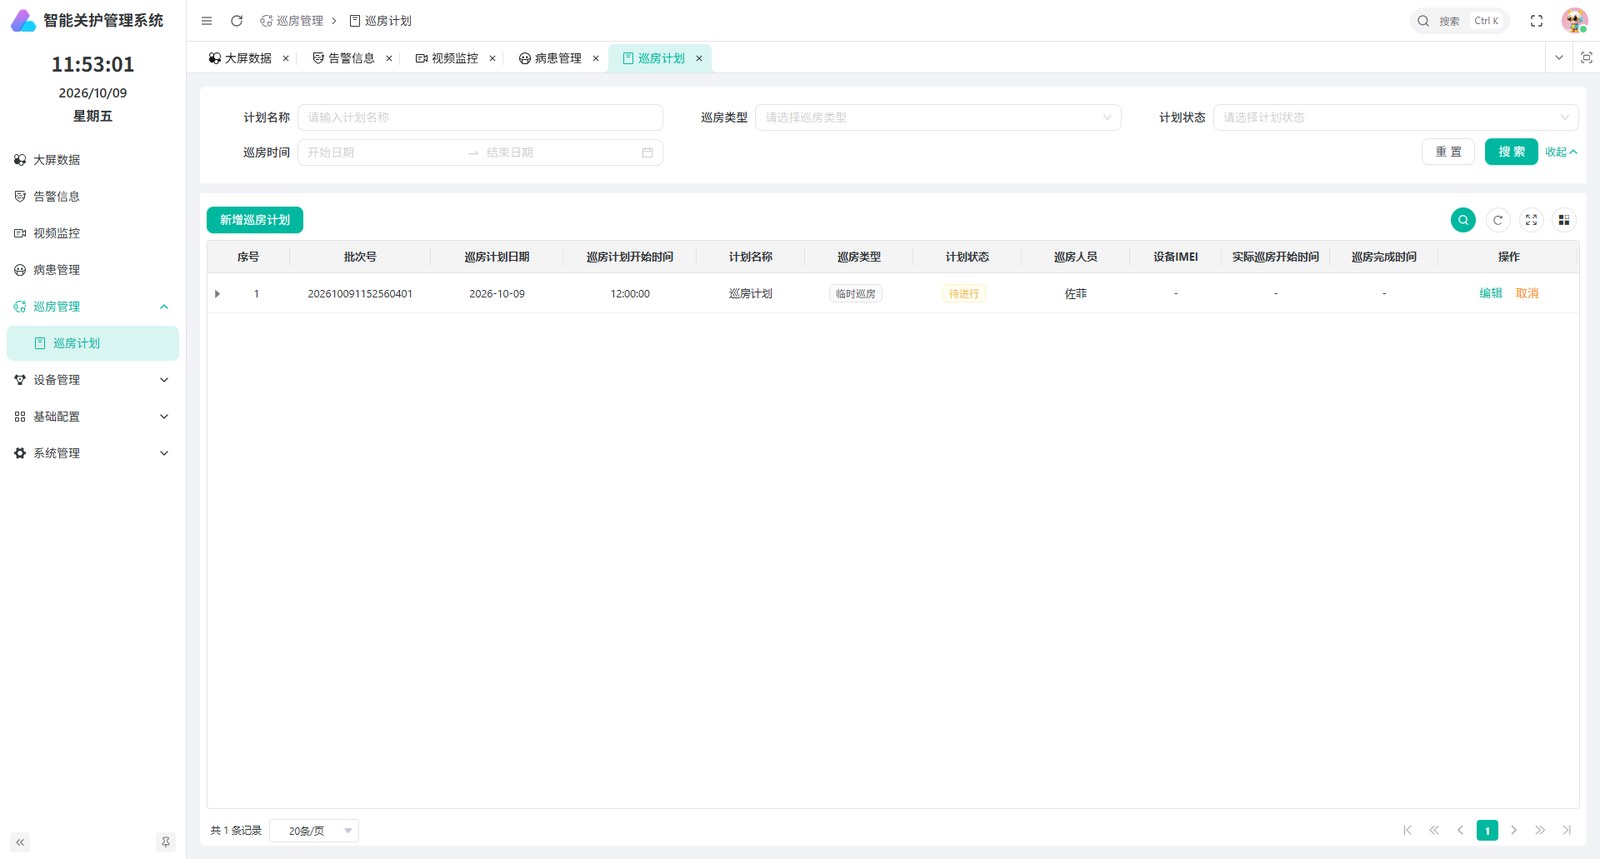 智能关护管理系统
11:53:01
2026/10/09
星期五
大屏数据
告警信息
视频监控
病患管理
巡房管理
巡房计划
设备管理
基础配置
系统管理
巡房管理 > 巡房计划
搜索 Ctrl K
大屏数据 × 告警信息 × 视频监控 × 病患管理 × 巡房计划 ×
计划名称 请输入计划名称 巡房类型 请选择巡房类型 计划状态 请选择计划状态
巡房时间 开始日期 → 结束日期 重 置 搜 索 收起
新增巡房计划
序号 批次号 巡房计划日期 巡房计划开始时间 计划名称 巡房类型 计划状态 巡房人员 设备IMEI 实际巡房开始时间 巡房完成时间 操作
1 202610091152560401 2026-10-09 12:00:00 巡房计划 临时巡房 待进行 佐菲 - - - 编辑 取消
共 1 条记录 20条/页 1